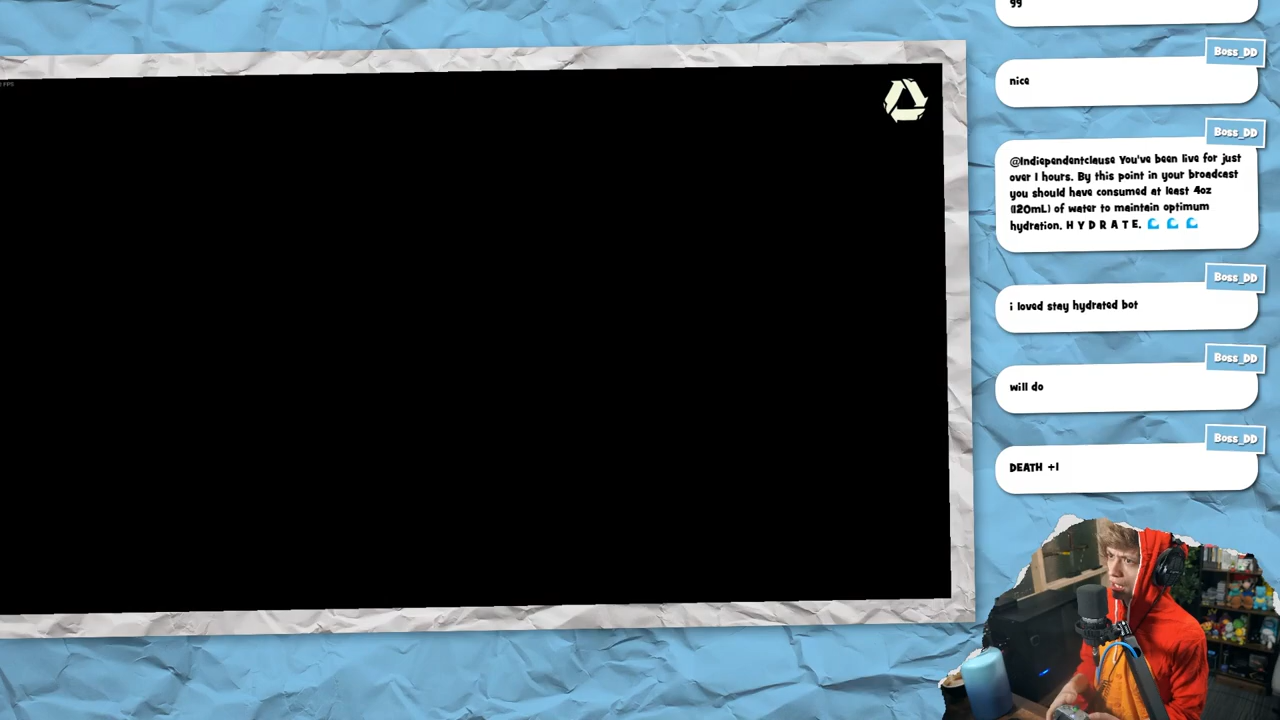 FPS
gg
Boss_DD
nice
Boss_DD
@Indiependentclause You've been live for just
over 1 hours. By this point in your broadcast
you should have consumed at least 4oz
(120mL) of water to maintain optimum
hydration. H Y D R A T E. 🌊 🌊 🌊
Boss_DD
i loved stay hydrated bot
Boss_DD
will do
Boss_DD
DEATH +1